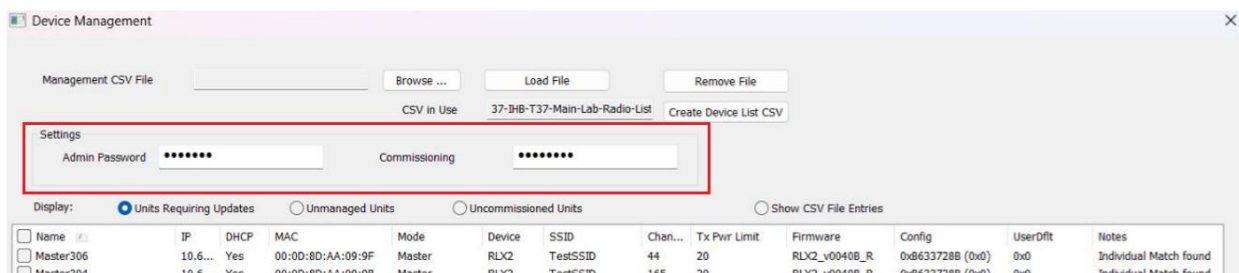 Device Management
Management CSV File Browse ... Load File Remove File
CSV in Use 37-IHB-T37-Main-Lab-Radio-List Create Device List CSV
Settings
Admin Password ••••••• Commissioning ••••••••
Display: Units Requiring Updates Unmanaged Units Uncommissioned Units Show CSV File Entries
Name IP DHCP MAC Mode Device SSID Chan... Tx Pwr Limit Firmware Config UserDflt Notes
Master306 10.6... Yes 00:0D:8D:AA:09:9F Master RLX2 TestSSID 44 20 RLX2_v0040B_R 0xB633728B (0x0) 0x0 Individual Match found